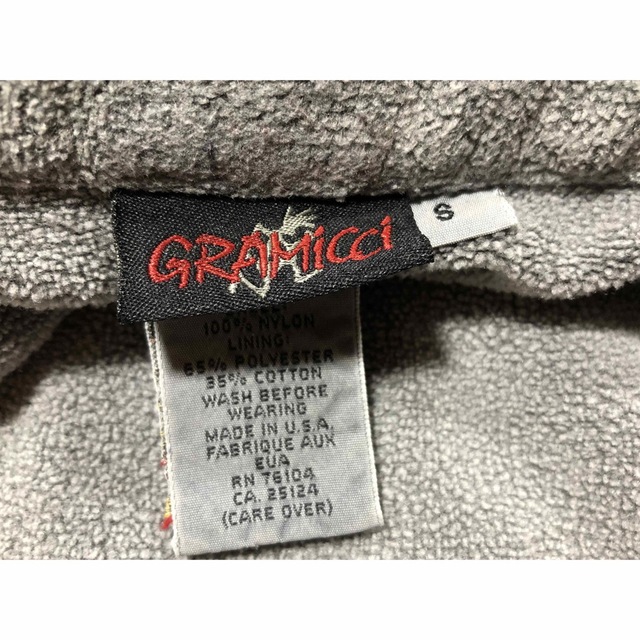 GRAMICCI
S
100% NYLON
LINING:
65% POLYESTER
35% COTTON
WASH BEFORE
WEARING
MADE IN U.S.A.
FABRIQUE AUX
EUA
RN 76104
CA. 25124
(CARE OVER)